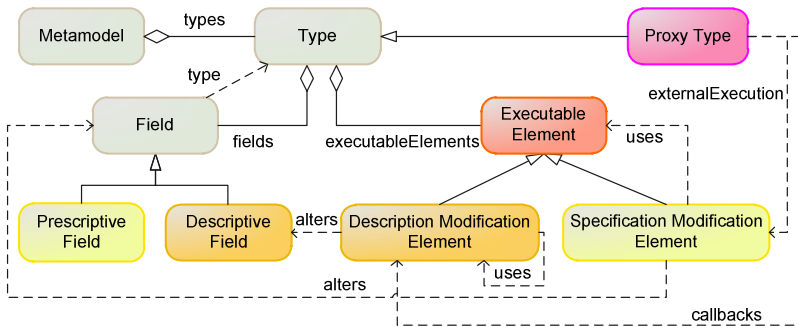 types
Metamodel
Type
Proxy Type
type
externalExecution
Field
fields
executableElements
Executable
Element
uses
Prescriptive
Field
Descriptive
Field
alters
Description Modification
Element
Specification Modification
Element
uses
alters
callbacks